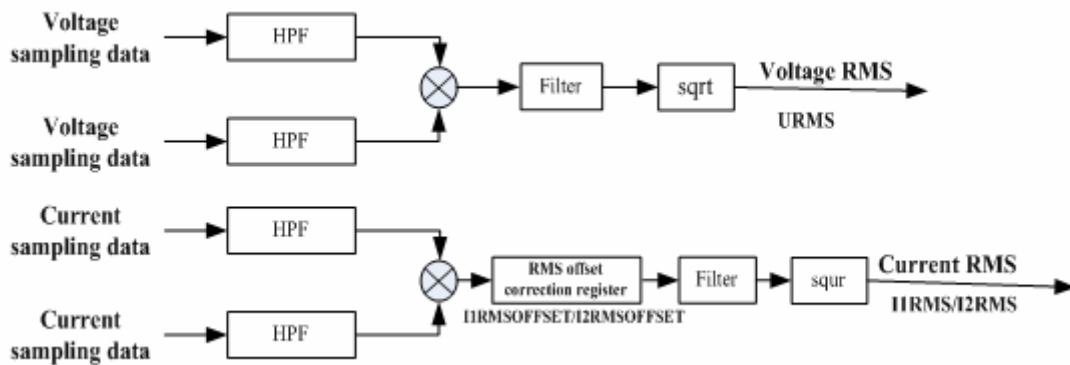 Voltage
sampling data
HPF
Voltage
sampling data
HPF
Filter
sqrt
Voltage RMS
URMS
Current
sampling data
HPF
Current
sampling data
HPF
RMS offset
correction register
I1RMSOFFSET/I2RMSOFFSET
Filter
squr
Current RMS
I1RMS/I2RMS